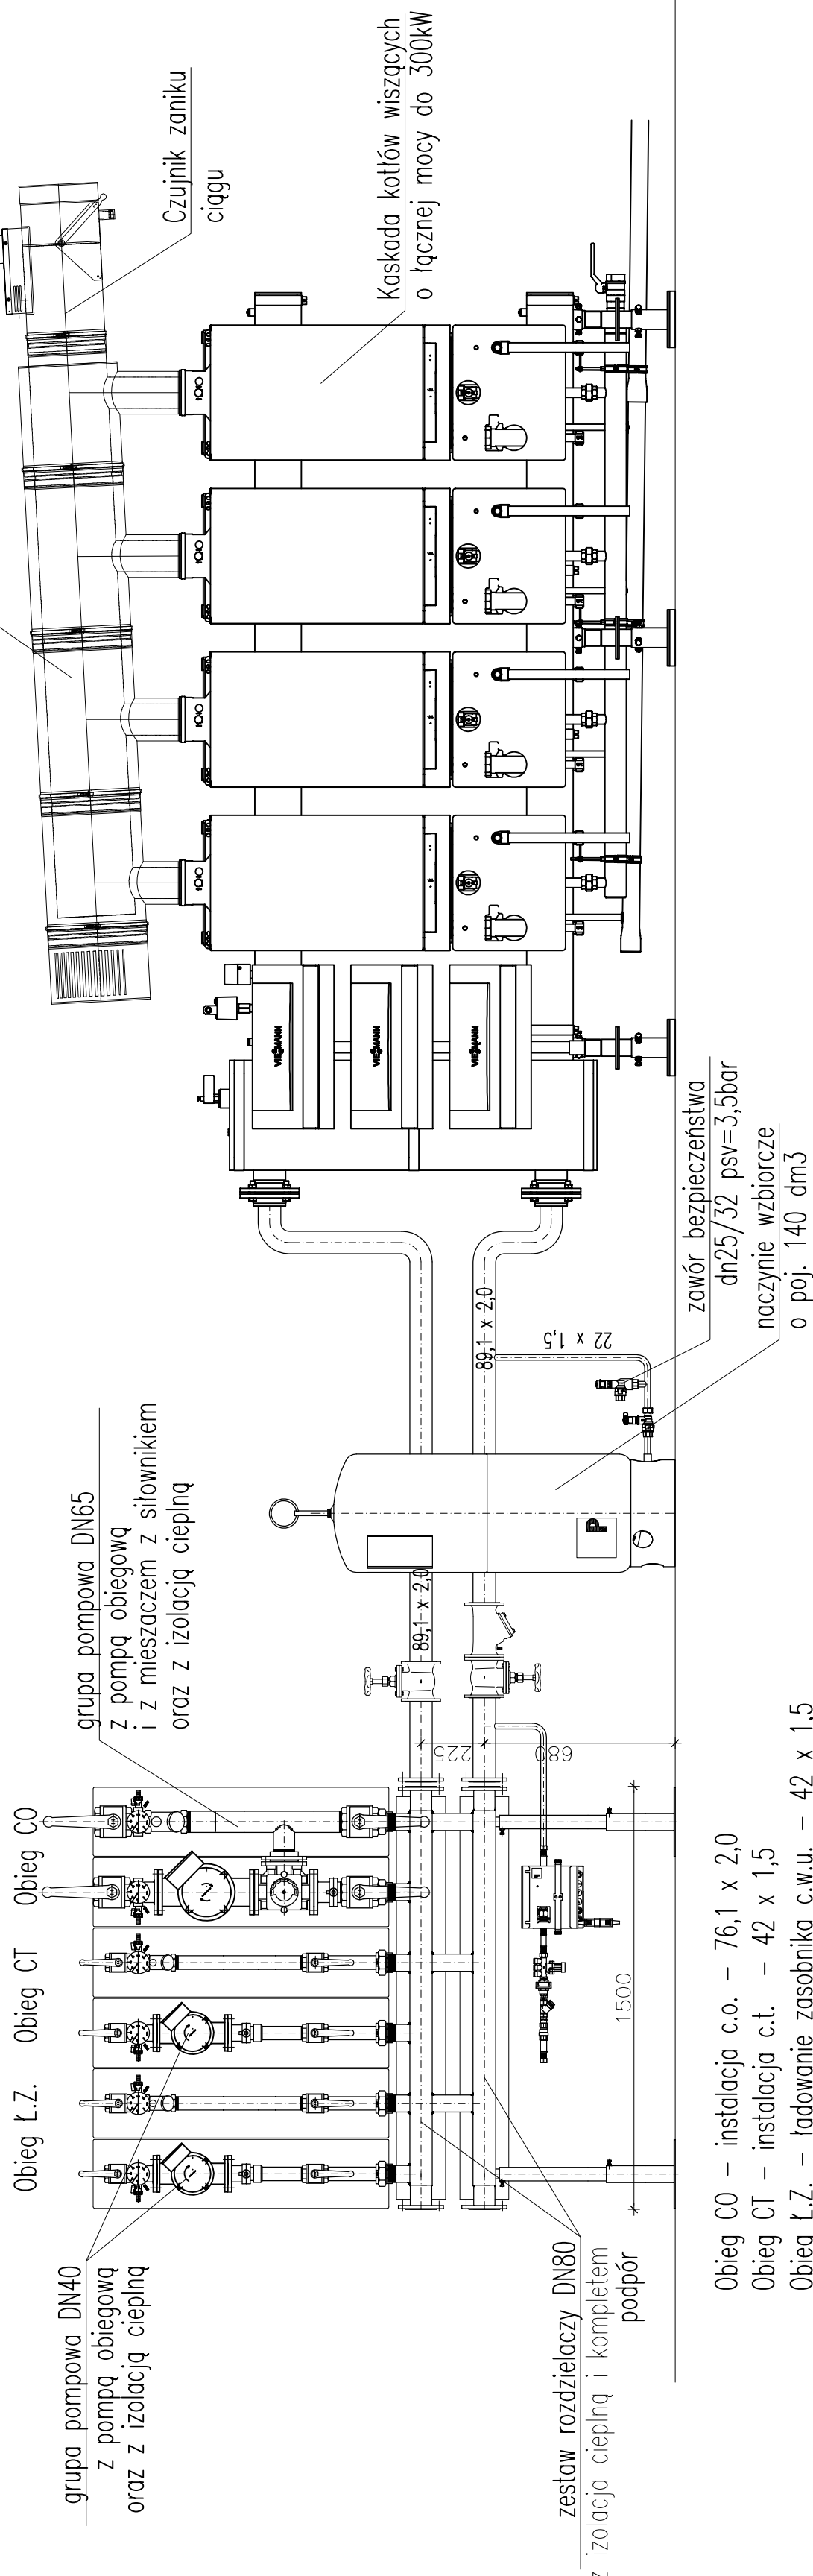 Czujnik zaniku
ciągu
Kaskada kotłów wiszących
o łącznej mocy do 300kW
VIESMANN
VIESMANN
VIESMANN
zawór bezpieczeństwa
dn25/32 psv=3,5bar
naczynie wzbiorcze
o poj. 140 dm3
89,1 x 2,0
22 x 1,5
89,1 x 2,0
grupa pompowa DN65
z pompą obiegową
i z mieszaczem z siłownikiem
oraz z izolacją cieplną
Obieg Ł.Z.
Obieg CT
Obieg CO
225
680
1500
grupa pompowa DN40
z pompą obiegową
oraz z izolacją cieplną
zestaw rozdzielaczy DN80
z izolacją cieplną i kompletem
podpór
Obieg CO – instalacja c.o. – 76,1 x 2,0
Obieg CT – instalacja c.t. – 42 x 1,5
Obieg Ł.Z. – ładowanie zasobnika c.w.u. – 42 x 1.5